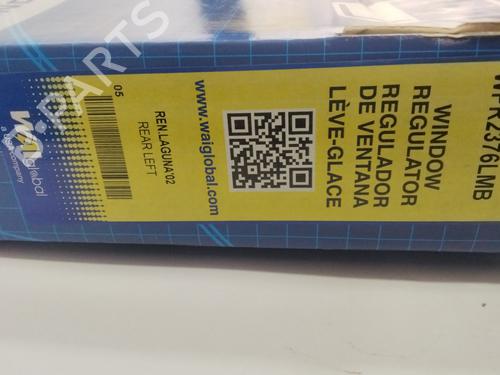 WPR2376LMB
WINDOW
REGULATOR
REGULADOR
DE VENTANA
LÈVE-GLACE
www.waiglobal.com
05
REN.LAGUNA'02
REAR LEFT
wai global
company
PARTS